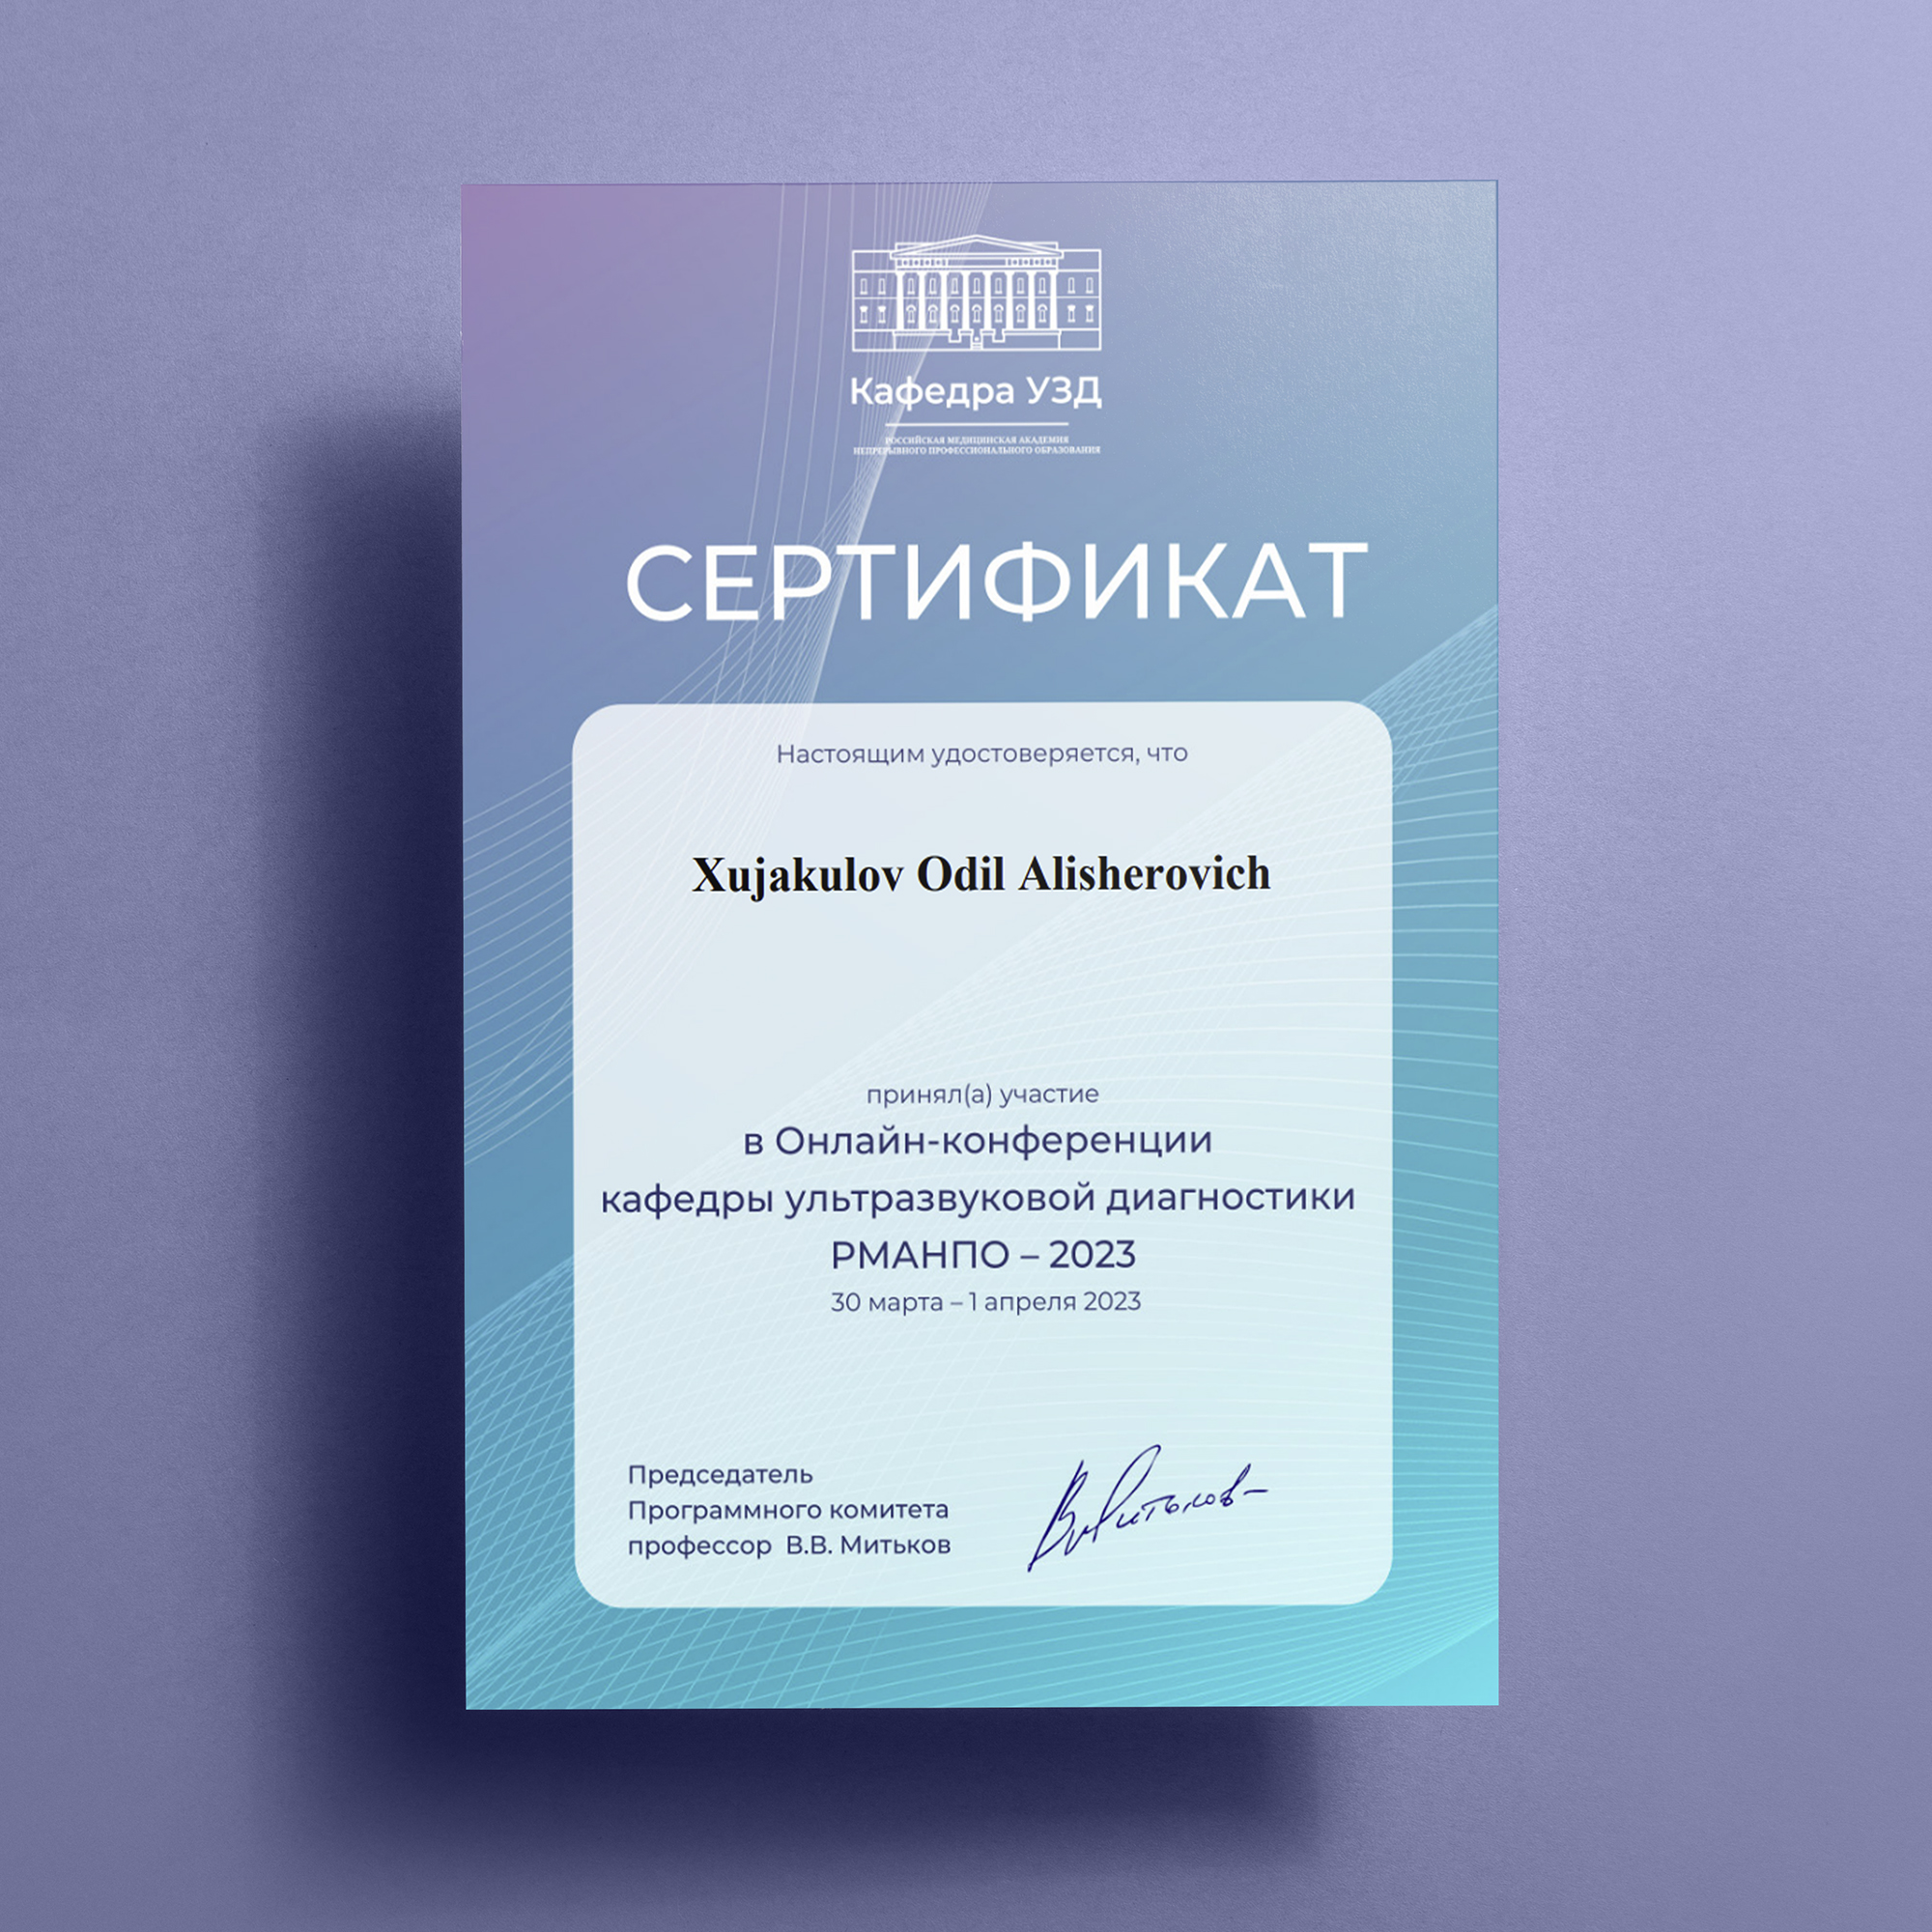 Кафедра УЗД
РОССИЙСКАЯ МЕДИЦИНСКАЯ АКАДЕМИЯ
НЕПРЕРЫВНОГО ПРОФЕССИОНАЛЬНОГО ОБРАЗОВАНИЯ
СЕРТИФИКАТ
Настоящим удостоверяется, что
Xujakulov Odil Alisherovich
принял(а) участие
в Онлайн-конференции
кафедры ультразвуковой диагностики
РМАНПО – 2023
30 марта – 1 апреля 2023
Председатель
Программного комитета
профессор В.В. Митьков